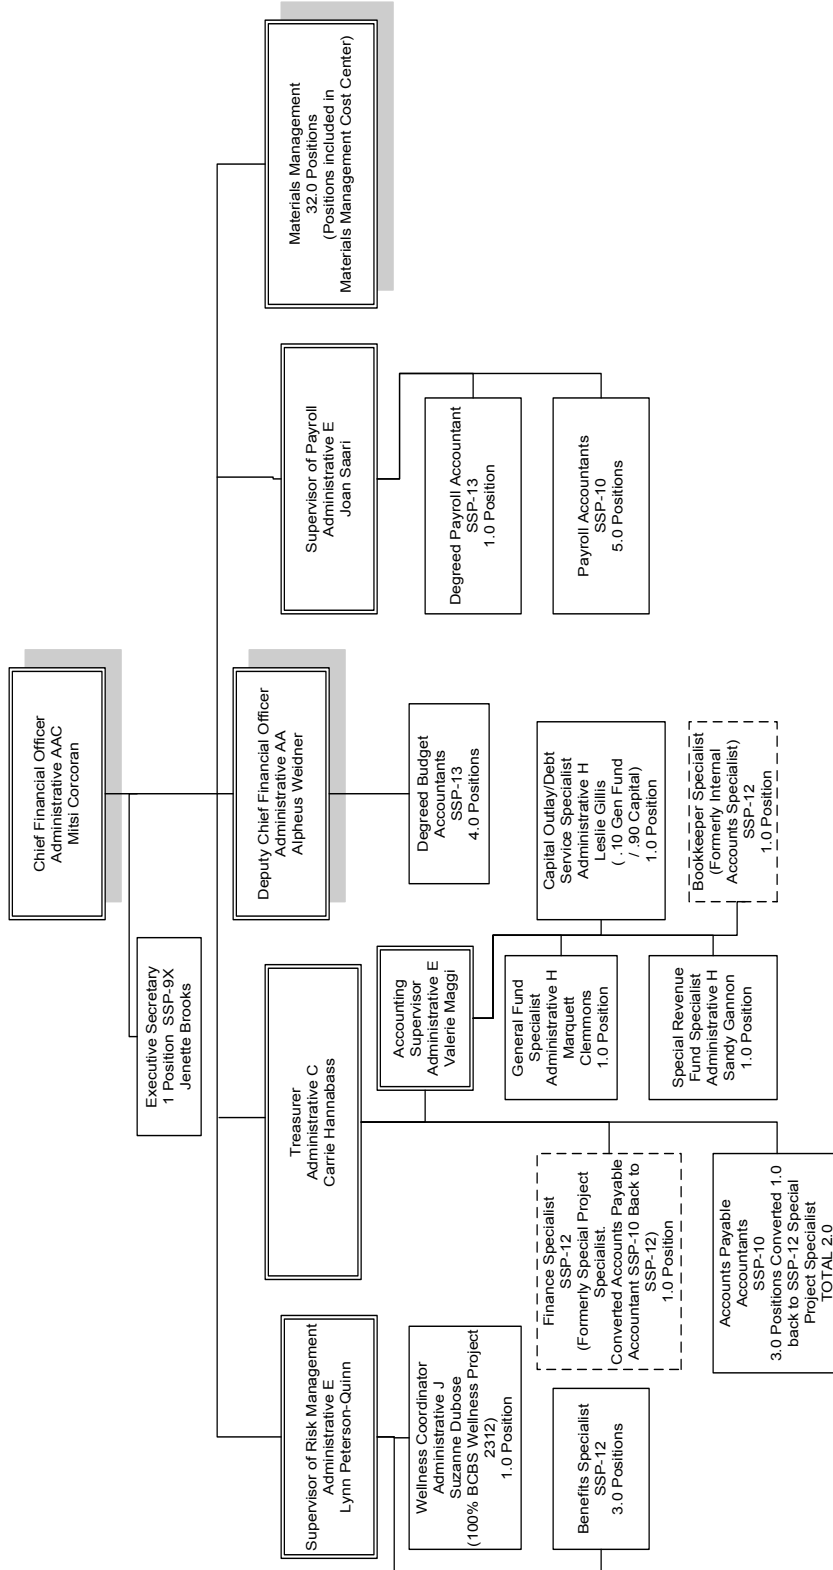 Chief Financial Officer
Administrative AAC
Mitsi Corcoran
Executive Secretary
1 Position  SSP-9X
Jenette Brooks
Supervisor of Risk Management
Administrative E
Lynn Peterson-Quinn
Treasurer
Administrative C
Carrie Hannabass
Deputy Chief Financial Officer
Administrative AA
Alpheus Weidner
Supervisor of Payroll
Administrative E
Joan Saari
Materials Management
32.0 Positions
(Positions included in
Materials Management Cost Center)
Wellness Coordinator
Administrative J
Suzanne Dubose
(100% BCBS Wellness Project
2312)
1.0 Position
Benefits Specialist
SSP-12
3.0 Positions
Accounting
Supervisor
Administrative E
Valerie Maggi
Finance Specialist
SSP-12
(Formerly Special Project
Specialist.
Converted Accounts Payable
Accountant SSP-10 Back to
SSP-12)
1.0 Position
Accounts Payable
Accountants
SSP-10
3.0 Positions Converted 1.0
back to SSP-12 Special
Project Specialist
TOTAL 2.0
General Fund
Specialist
Administrative H
Marquett
Clemmons
1.0 Position
Special Revenue
Fund Specialist
Administrative H
Sandy Gannon
1.0 Position
Capital Outlay/Debt
Service Specialist
Administrative H
Leslie Gillis
( .10 Gen Fund
/ .90 Capital)
1.0 Position
Bookkeeper Specialist
(Formerly Internal
Accounts Specialist)
SSP-12
1.0 Position
Degreed Budget
Accountants
SSP-13
4.0 Positions
Degreed Payroll Accountant
SSP-13
1.0 Position
Payroll Accountants
SSP-10
5.0 Positions